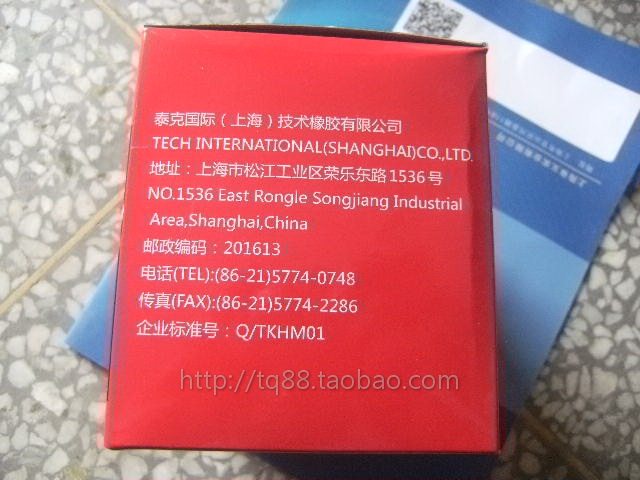 泰克国际（上海）技术橡胶有限公司
TECH INTERNATIONAL(SHANGHAI)CO.,LTD.
地址：上海市松江工业区荣乐东路1536号
NO.1536 East Rongle Songjiang Industrial
Area,Shanghai,China
邮政编码：201613
电话(TEL):(86-21)5774-0748
传真(FAX):(86-21)5774-2286
企业标准号：Q/TKHM01
http://tq88.taobao.com